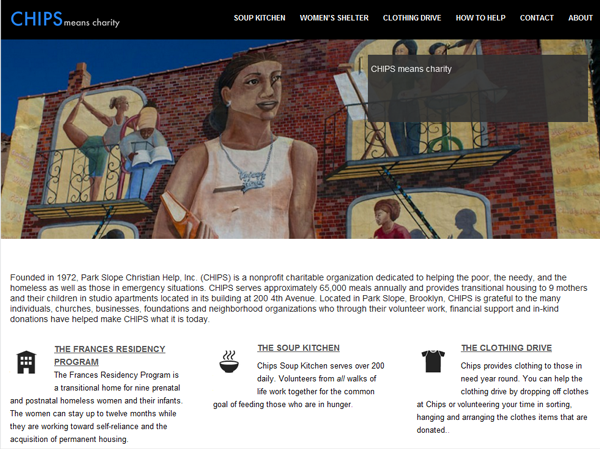 CHIPS means charity
SOUP KITCHEN WOMEN'S SHELTER CLOTHING DRIVE HOW TO HELP CONTACT ABOUT
CHIPS means charity
Founded in 1972, Park Slope Christian Help, Inc. (CHIPS) is a nonprofit charitable organization dedicated to helping the poor, the needy, and the
homeless as well as those in emergency situations. CHIPS serves approximately 65,000 meals annually and provides transitional housing to 9 mothers
and their children in studio apartments located in its building at 200 4th Avenue. Located in Park Slope, Brooklyn, CHIPS is grateful to the many
individuals, churches, businesses, foundations and neighborhood organizations who through their volunteer work, financial support and in-kind
donations have helped make CHIPS what it is today.
THE FRANCES RESIDENCY
PROGRAM
The Frances Residency Program is
a transitional home for nine prenatal
and postnatal homeless women and their infants.
The women can stay up to twelve months while
they are working toward self-reliance and the
acquisition of permanent housing.
THE SOUP KITCHEN
Chips Soup Kitchen serves over 200
daily. Volunteers from all walks of
life work together for the common
goal of feeding those who are in hunger.
THE CLOTHING DRIVE
Chips provides clothing to those in
need year round. You can help the
clothing drive by dropping off clothes
at Chips or volunteering your time in sorting,
hanging and arranging the clothes items that are
donated..